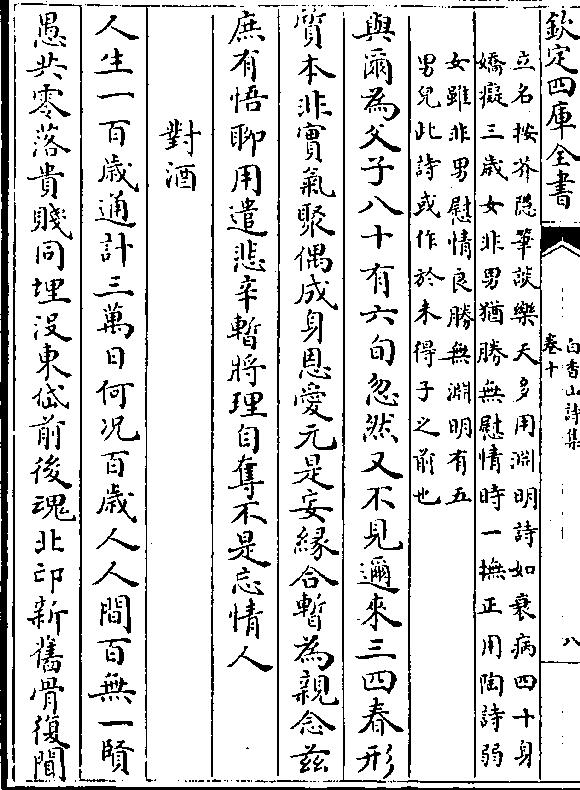 欽定四庫全書
白香山詩集
卷十
八
立名按芥隱筆談樂天多用淵明詩如衰病四十身
嬌癡三歳女非男猶勝無慰情時一撫正用陶詩弱
女雖非男慰情良勝無淵明有五
男兒此詩或作於未得子之前也
與爾為父子八十有六旬忽然又不見邇來三四春形
質本非實氣聚偶成身恩愛元是妄緣合暫為親念兹
庶有悟聊用遣悲辛暫將理自奪不是忘情人
對酒
人生一百歳通計三萬日何况百歳人人間百無一賢
愚共零落貴賤同埋没東岱前後魂北邙新舊骨復聞